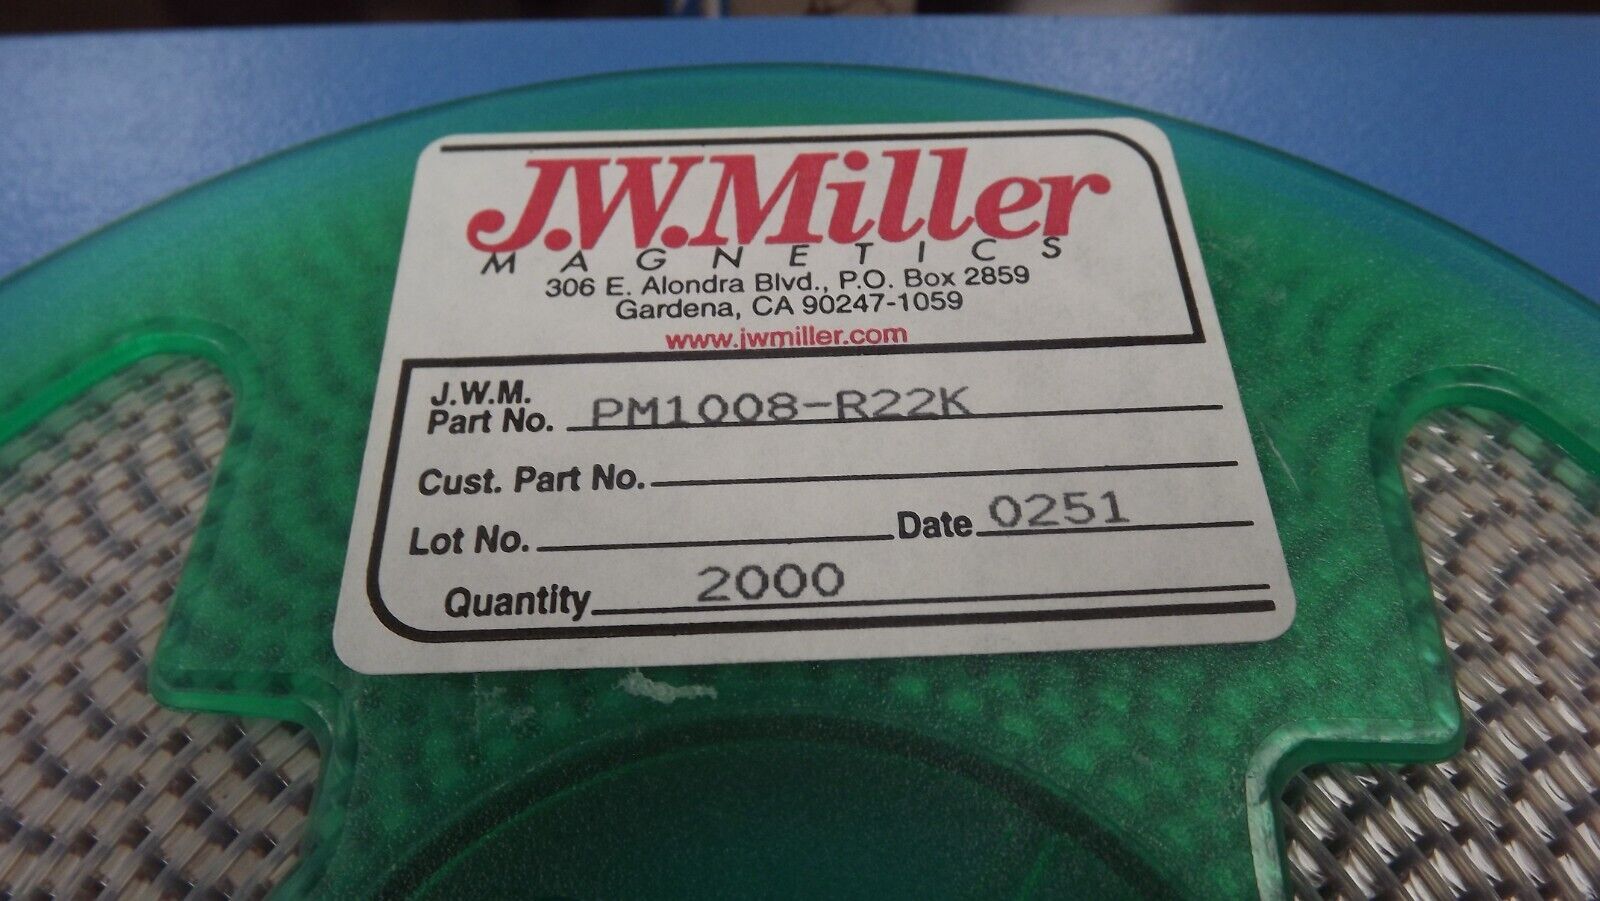 J.W.Miller
MAGNETICS
306 E. Alondra Blvd., P.O. Box 2859
Gardena, CA 90247-1059
www.jwmiller.com
J.W.M.
Part No. PM1008-R22K
Cust. Part No.
Lot No. Date 0251
Quantity 2000